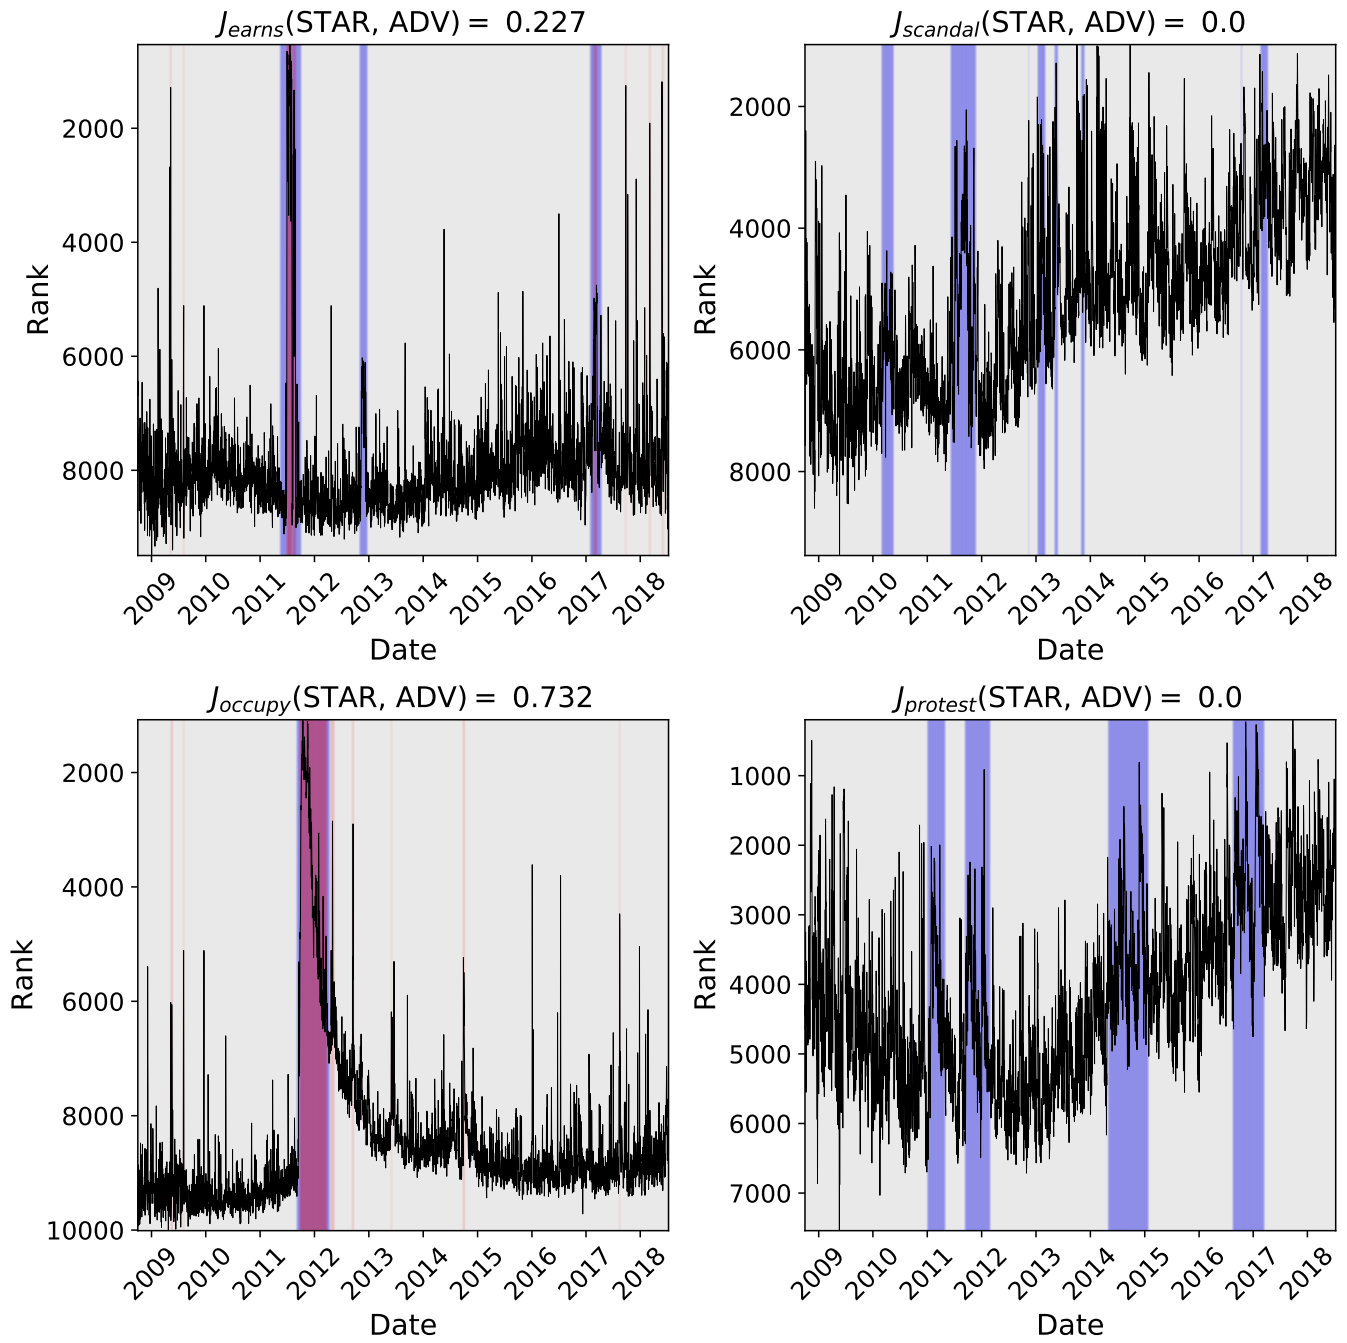 J_earns(STAR, ADV) = 0.227
Rank
2000
4000
6000
8000
2009 2010 2011 2012 2013 2014 2015 2016 2017 2018
Date
J_scandal(STAR, ADV) = 0.0
Rank
2000
4000
6000
8000
2009 2010 2011 2012 2013 2014 2015 2016 2017 2018
Date
J_occupy(STAR, ADV) = 0.732
Rank
2000
4000
6000
8000
10000
2009 2010 2011 2012 2013 2014 2015 2016 2017 2018
Date
J_protest(STAR, ADV) = 0.0
Rank
1000
2000
3000
4000
5000
6000
7000
2009 2010 2011 2012 2013 2014 2015 2016 2017 2018
Date